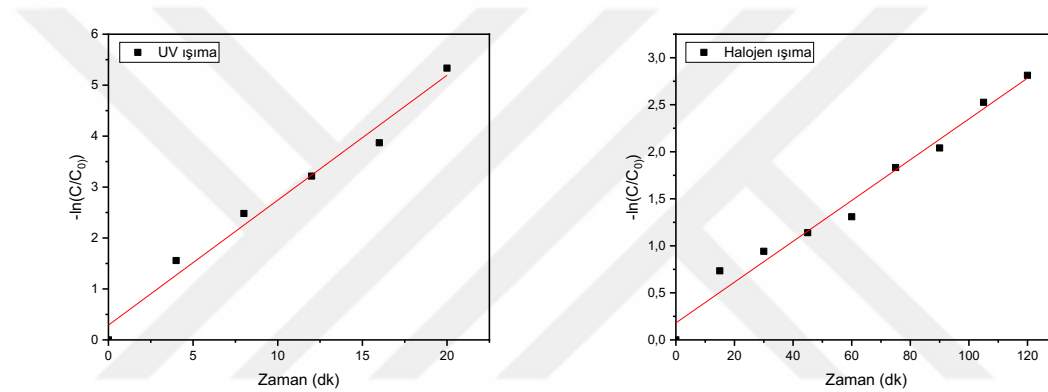 UV ışıma
6
5
4
3
2
1
0
-ln(C/C0))
0 5 10 15 20
Zaman (dk)
Halojen ışıma
3,0
2,5
2,0
1,5
1,0
0,5
0,0
-ln(C/C0))
0 20 40 60 80 100 120
Zaman (dk)